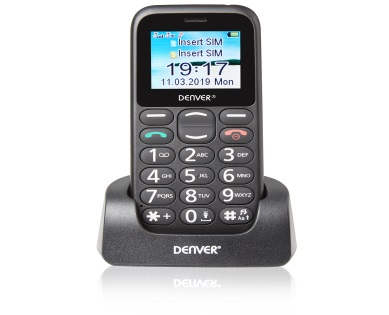 Insert SIM
Insert SIM
19:17
11.03.2019 Mon
DENVER®
1 2ABC 3DEF
4GHI 5JKL 6MNO
7PQRS 8TUV 9WXYZ
*+ 0 # Aa
DENVER®